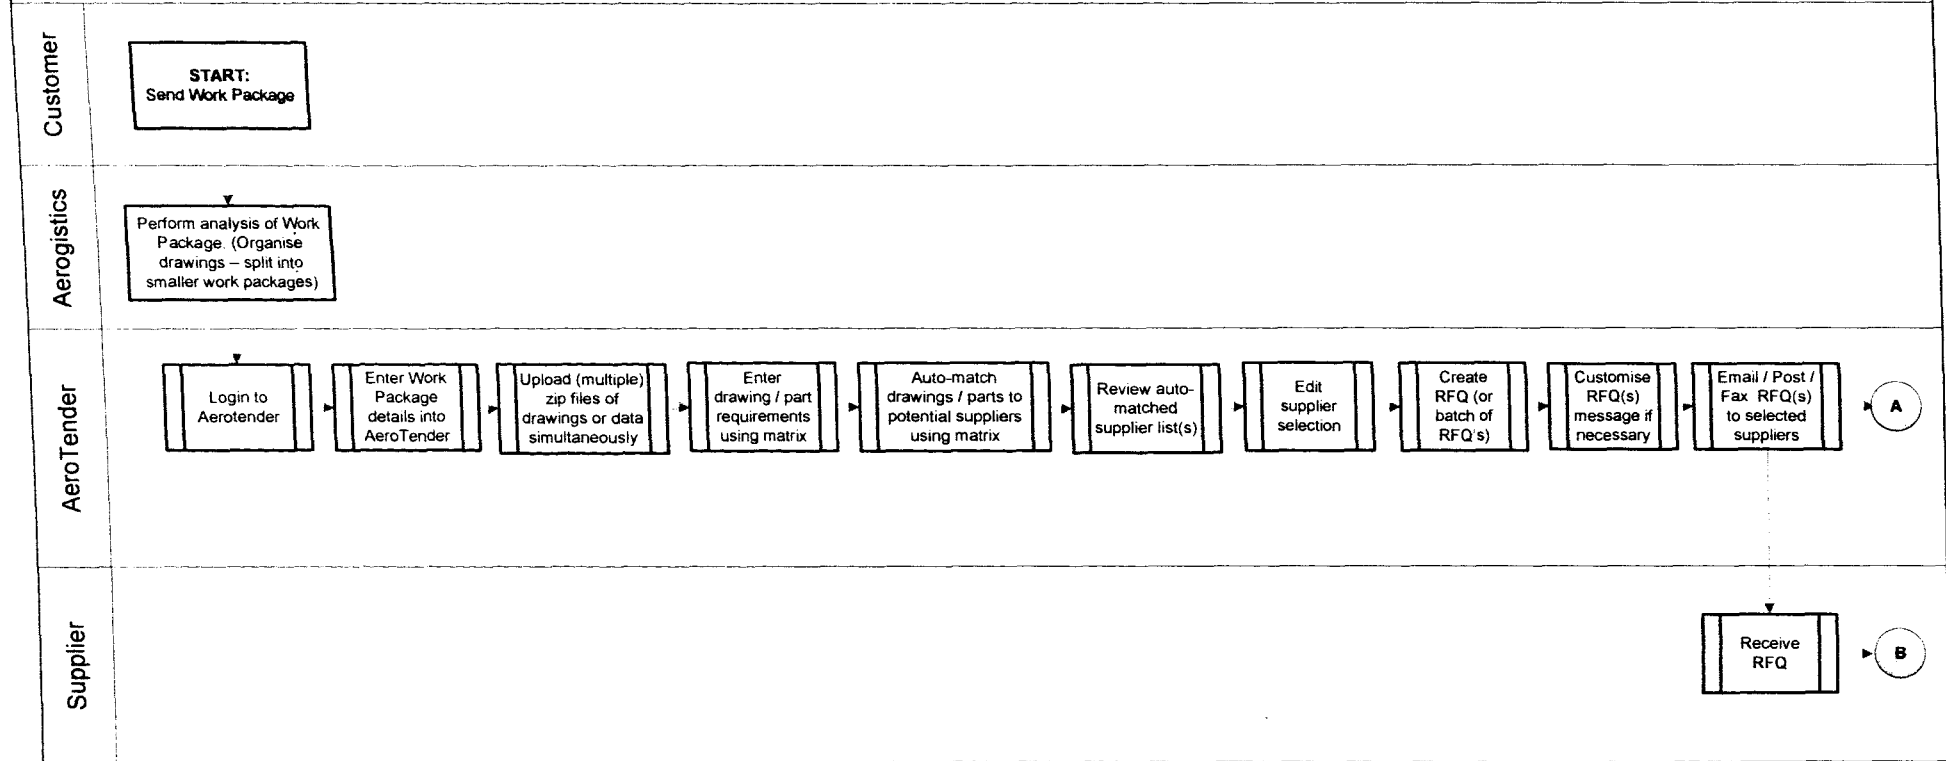 Customer
START:
Send Work Package
Aerogistics
Perform analysis of Work
Package. (Organise
drawings – split into
smaller work packages)
AeroTender
Login to
Aerotender
Enter Work
Package
details into
AeroTender
Upload (multiple)
zip files of
drawings or data
simultaneously
Enter
drawing / part
requirements
using matrix
Auto-match
drawings / parts to
potential suppliers
using matrix
Review auto-
matched
supplier list(s)
Edit
supplier
selection
Create
RFQ (or
batch of
RFQ's)
Customise
RFQ(s)
message if
necessary
Email / Post /
Fax RFQ(s)
to selected
suppliers
A
Supplier
Receive
RFQ
B